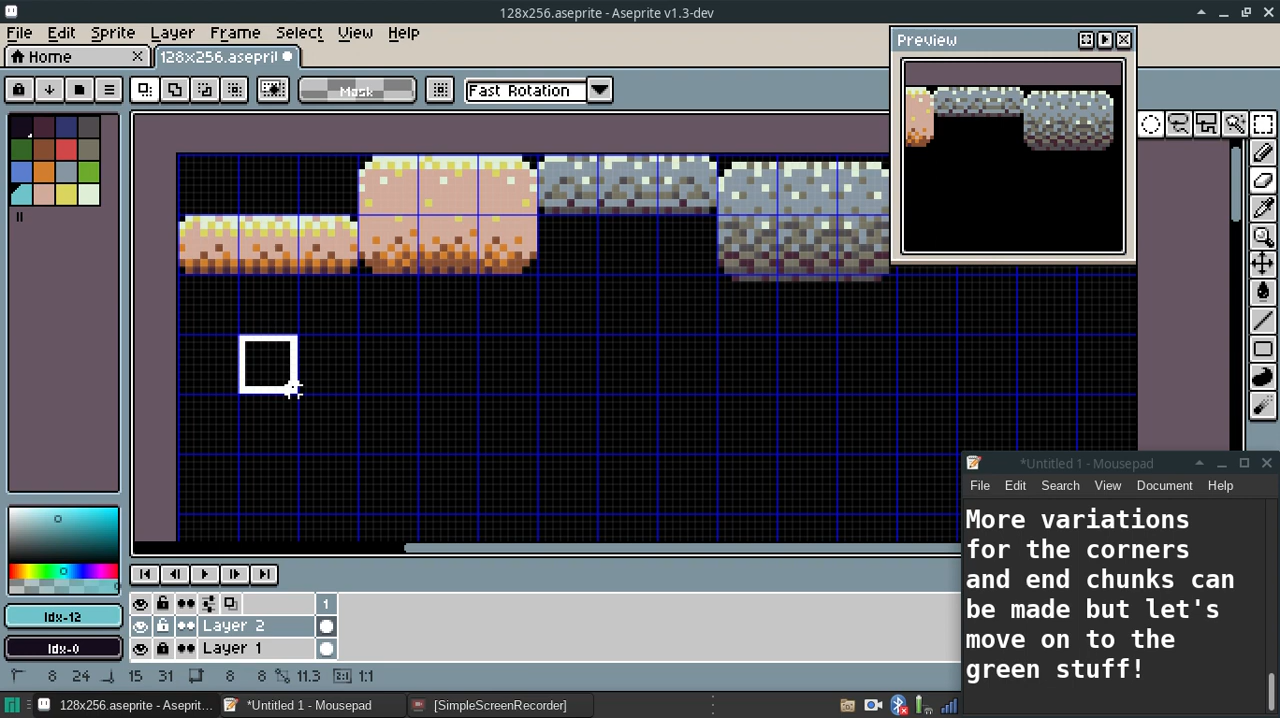 128x256.aseprite - Aseprite v1.3-dev
File Edit Sprite Layer Frame Select View Help
Home
128x256.asepril
Mask
Fast Rotation
Preview
*Untitled 1 - Mousepad
File Edit Search View Document Help
More variations
for the corners
and end chunks can
be made but let's
move on to the
green stuff!
Idx-12
Idx-0
1
Layer 2
Layer 1
8 24 15 31 8 8 11.3 1:1
128x256.aseprite - Aseprit...
*Untitled 1 - Mousepad
[SimpleScreenRecorder]